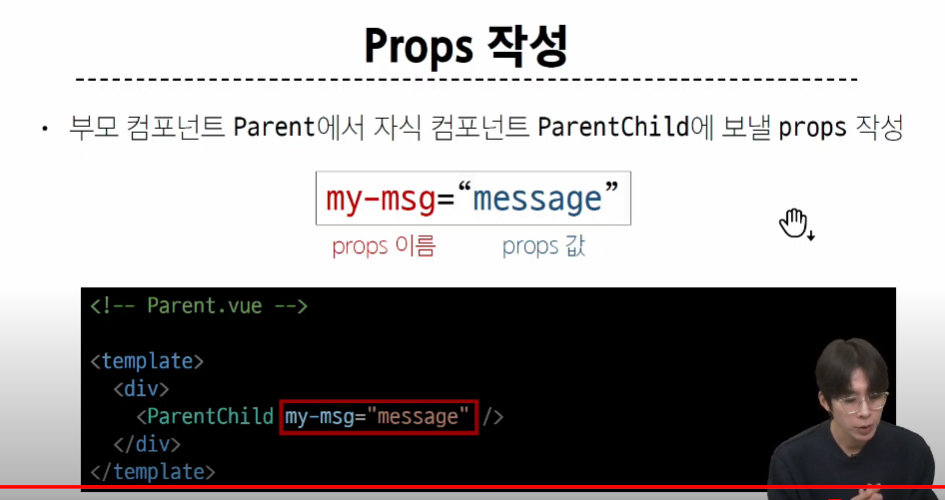 Props 작성
• 부모 컴포넌트 Parent에서 자식 컴포넌트 ParentChild에 보낼 props 작성
my-msg=“message”
props 이름 props 값
<!-- Parent.vue -->
<template>
<div>
<ParentChild my-msg="message" />
</div>
</template>